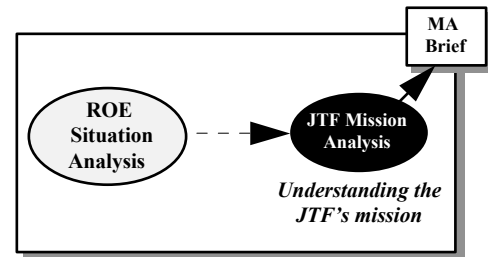 MA
Brief
ROE
Situation
Analysis
JTF Mission
Analysis
Understanding the
JTF's mission